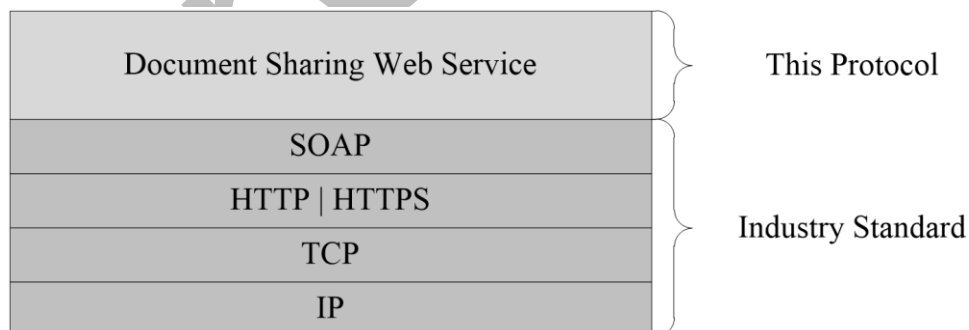 Document Sharing Web Service
This Protocol
SOAP
HTTP | HTTPS
TCP
IP
Industry Standard